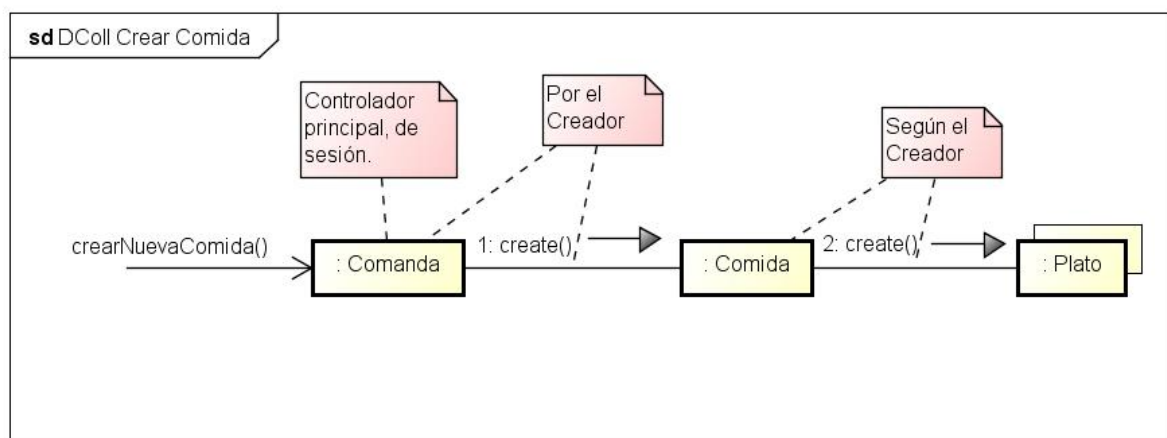 sd DColl Crear Comida
Controlador
principal, de
sesión.
Por el
Creador
Según el
Creador
crearNuevaComida()
1: create()
2: create()
: Comanda
: Comida
: Plato